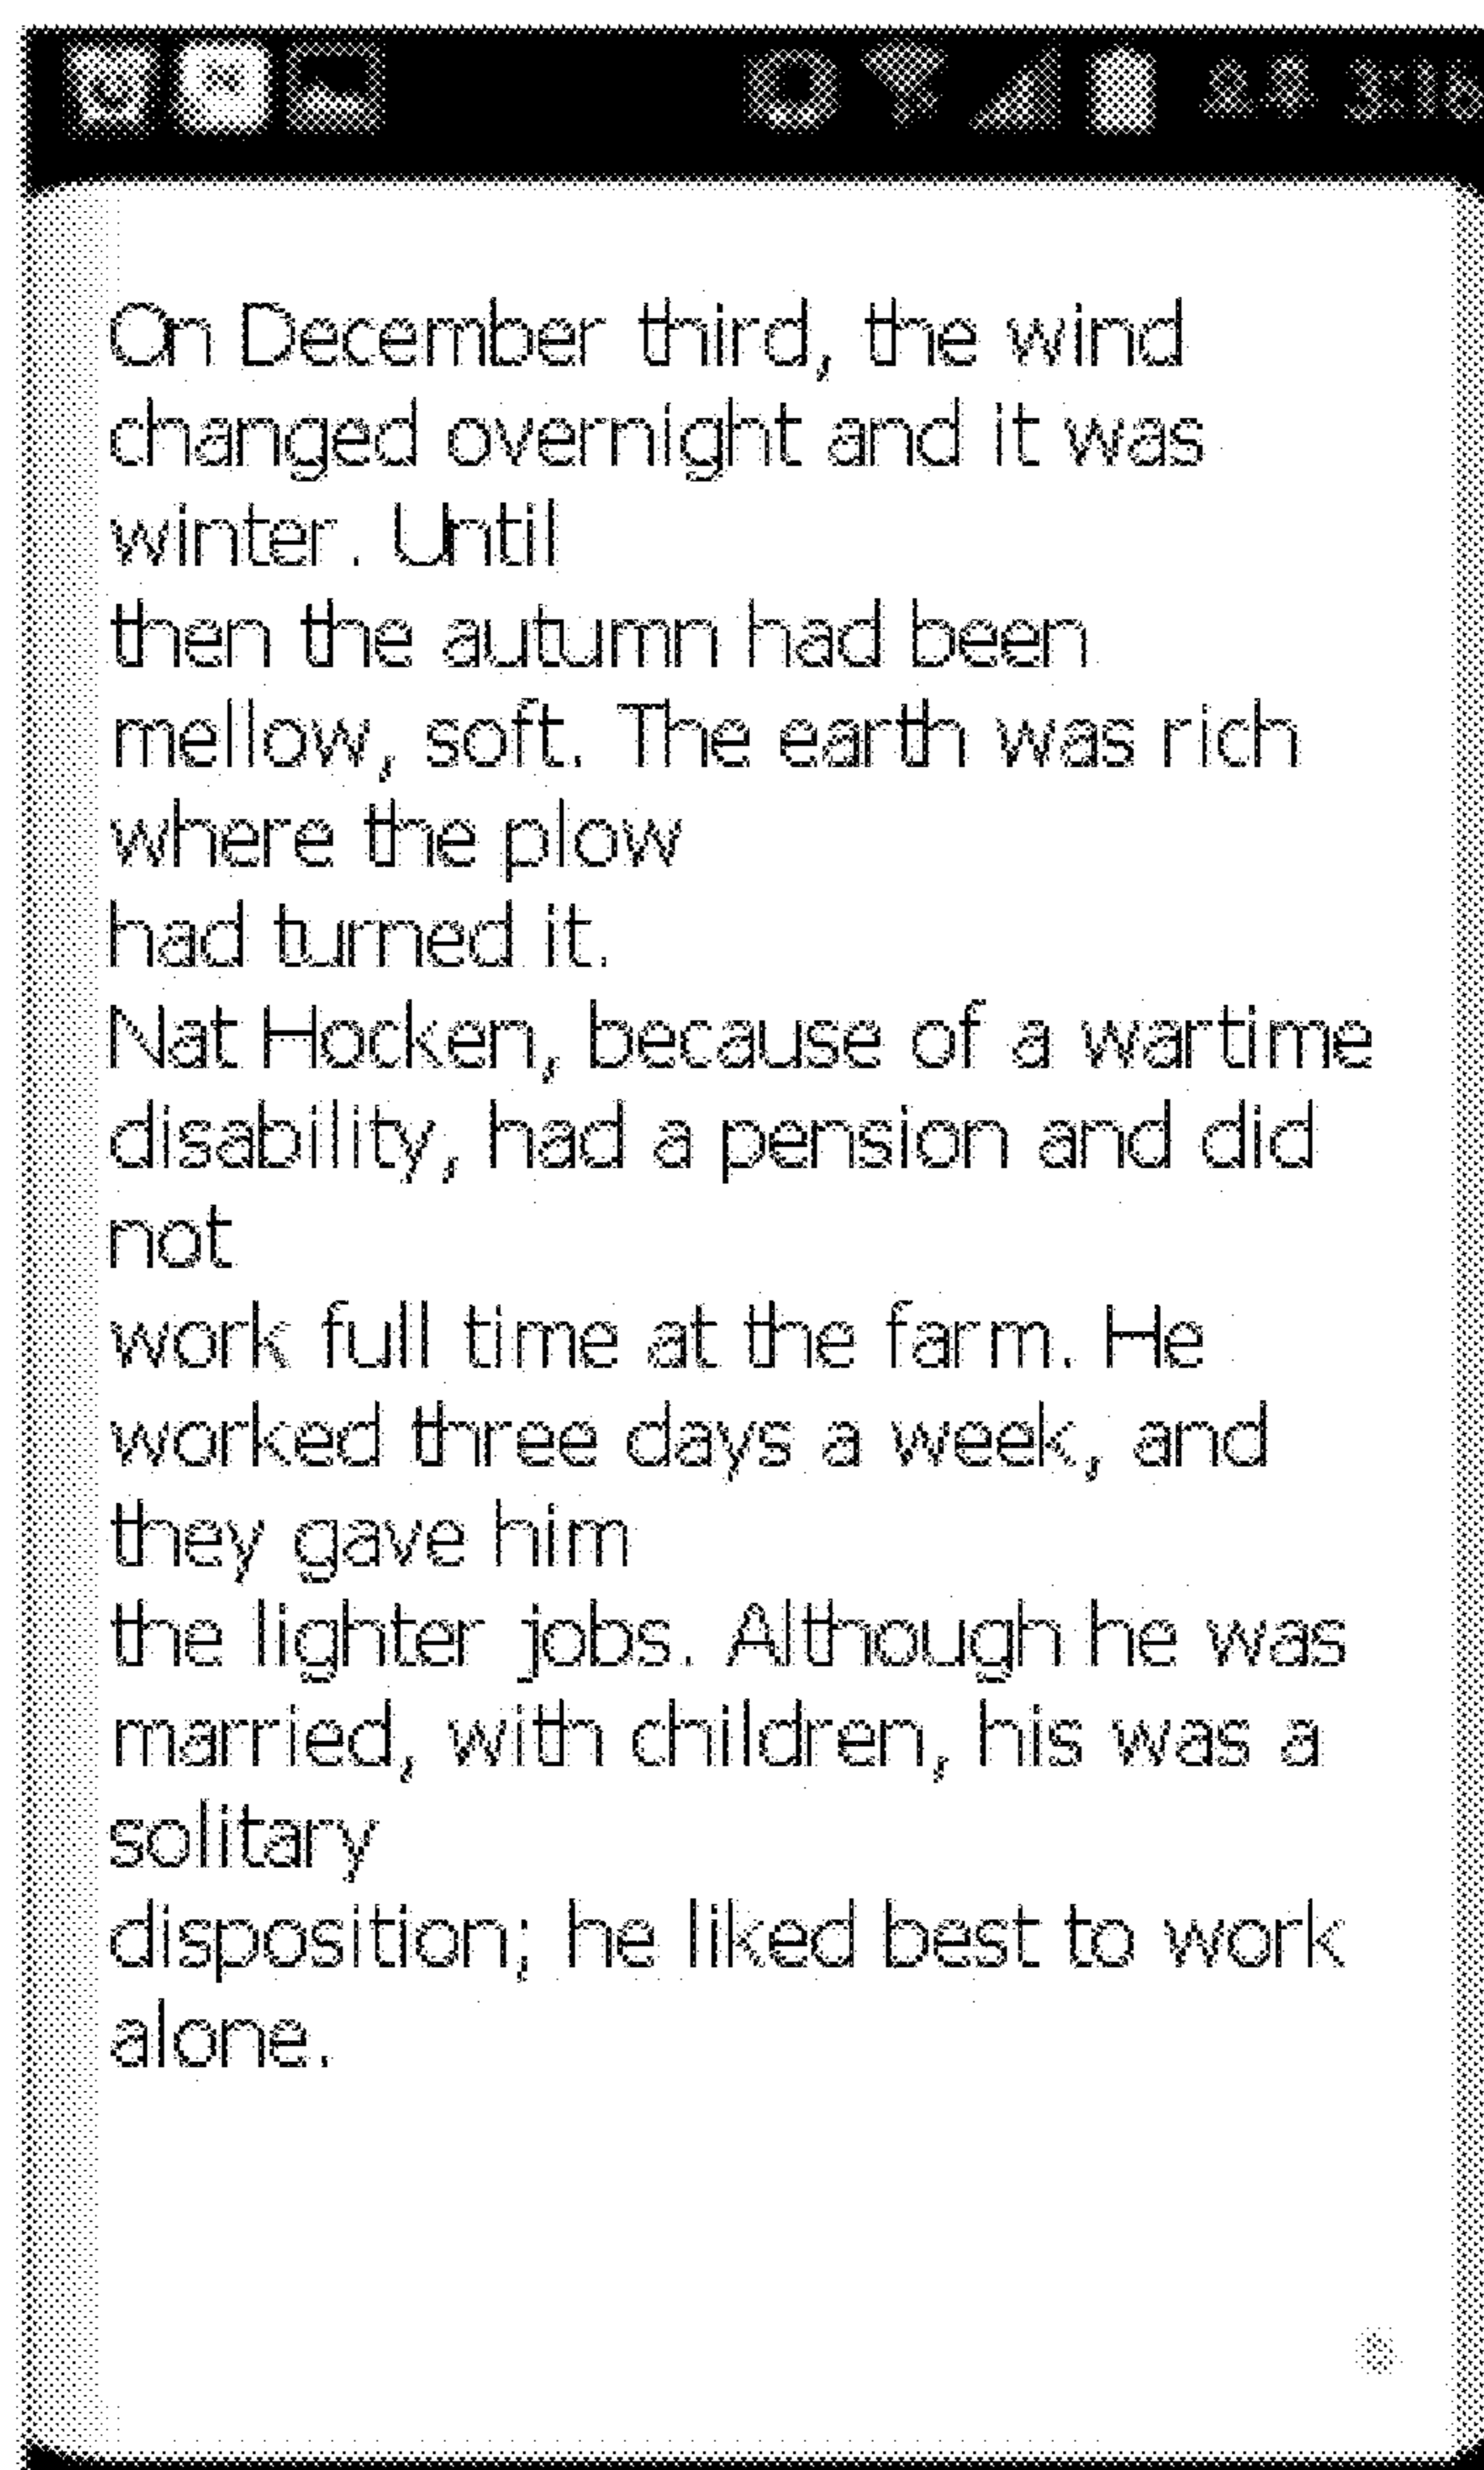 On December third, the wind
changed overnight and it was
winter. Until
then the autumn had been
mellow, soft. The earth was rich
where the plow
had turned it.
Nat Hocken, because of a wartime
disability, had a pension and did
not
work full time at the farm. He
worked three days a week, and
they gave him
the lighter jobs. Although he was
married, with children, his was a
solitary
disposition; he liked best to work
alone.